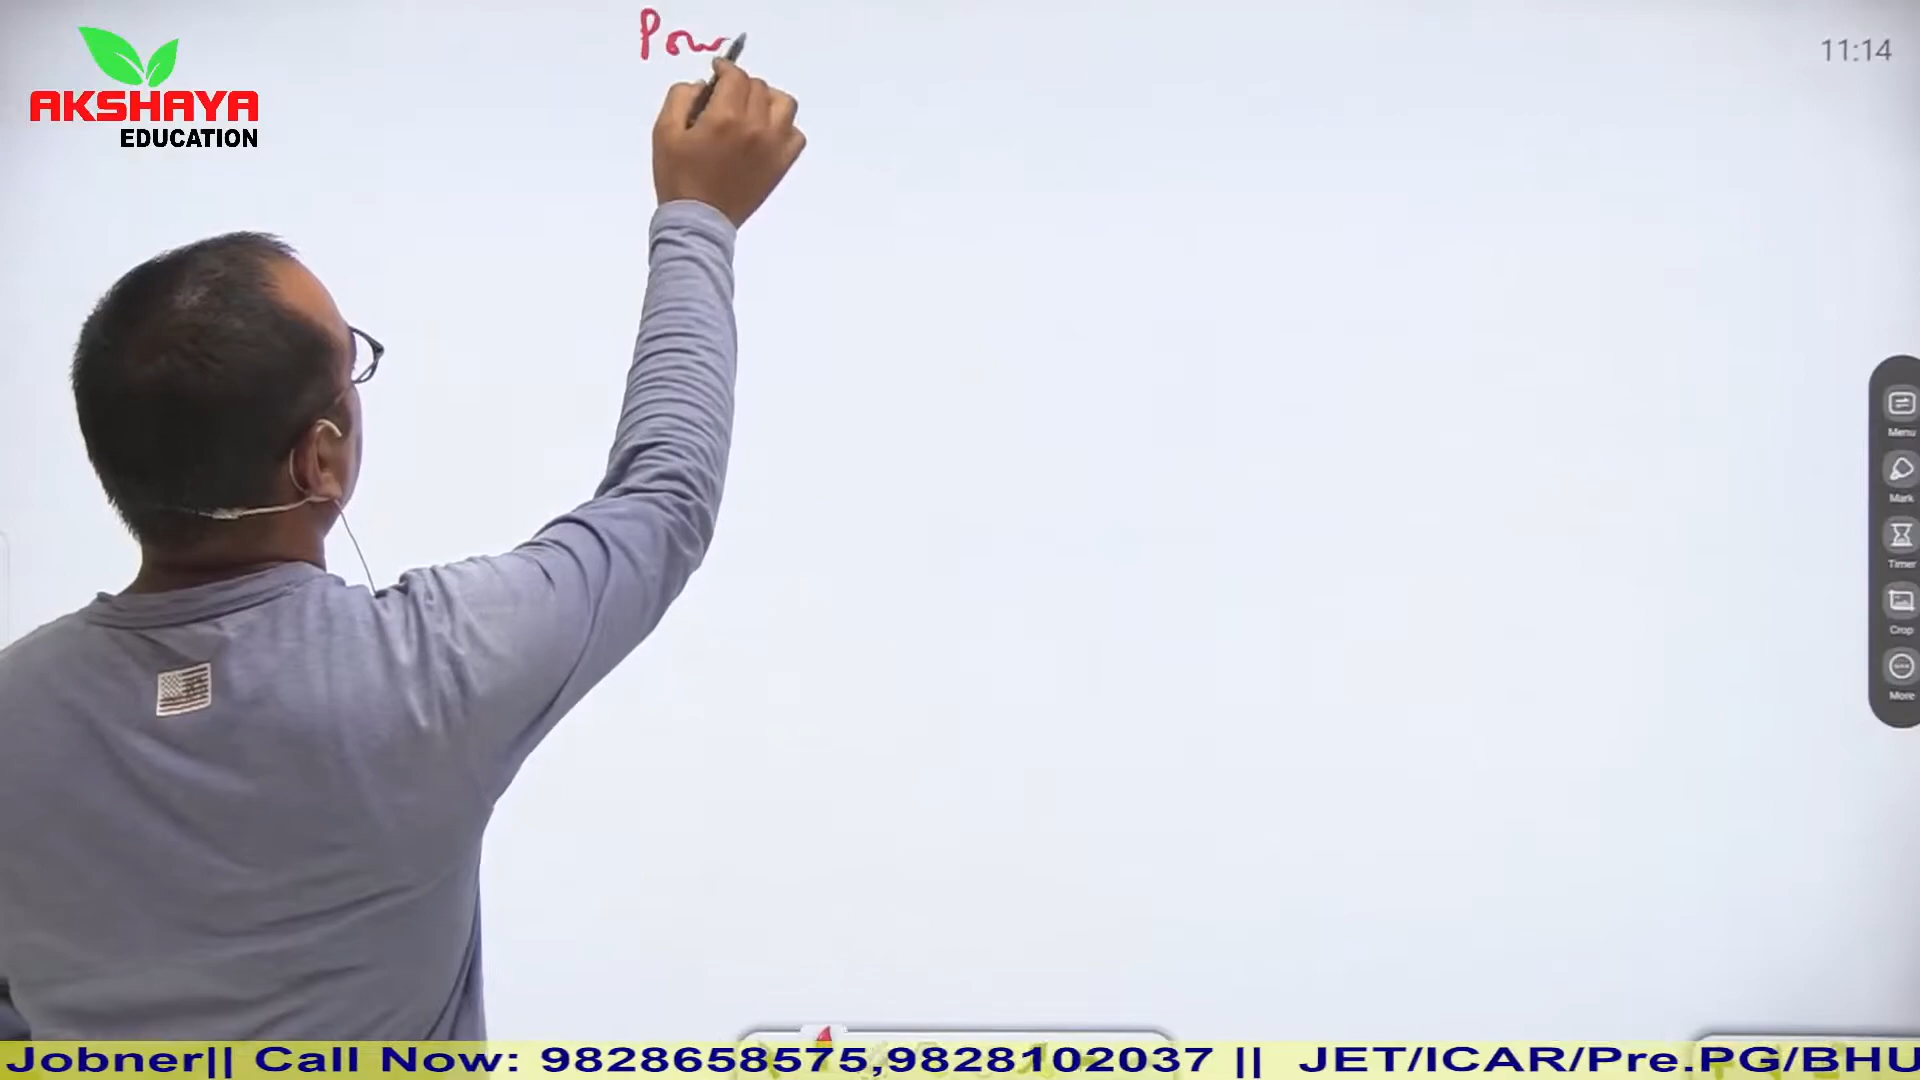 Pow
AKSHAYA
EDUCATION
11:14
Menu
Mark
Timer
Crop
More
Jobner|| Call Now: 9828658575,9828102037 || JET/ICAR/Pre.PG/BHU